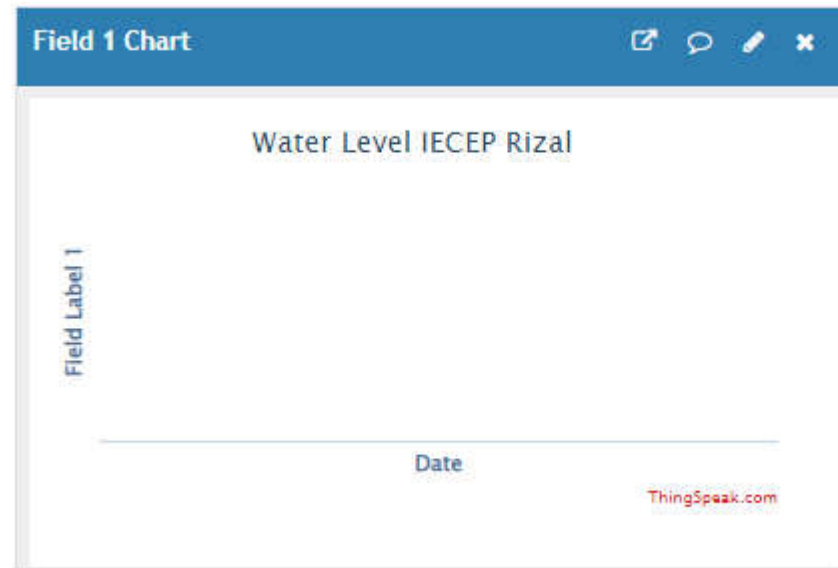 Field 1 Chart
Water Level IECEP Rizal
Field Label 1
Date
ThingSpeak.com